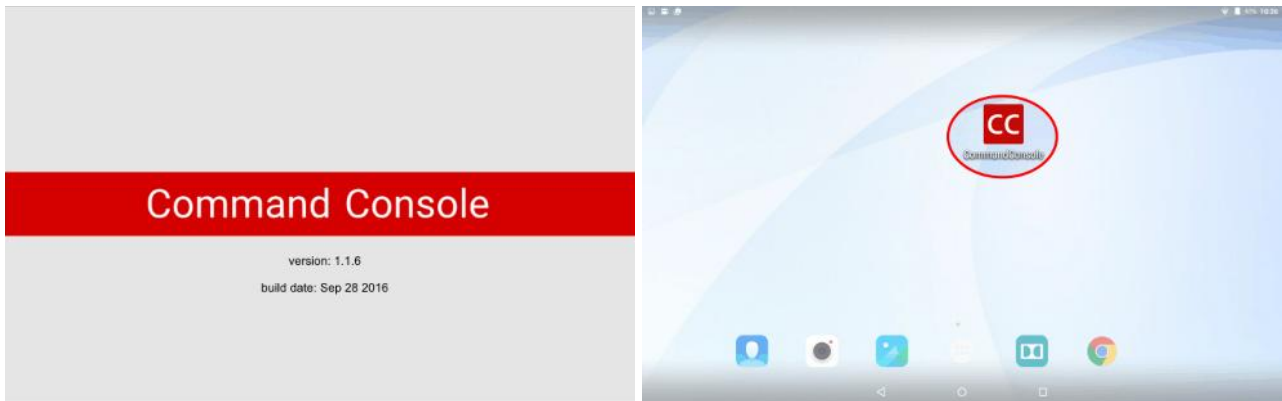 Command Console
version: 1.1.6
build date: Sep 28 2016
CC
CommandConsole